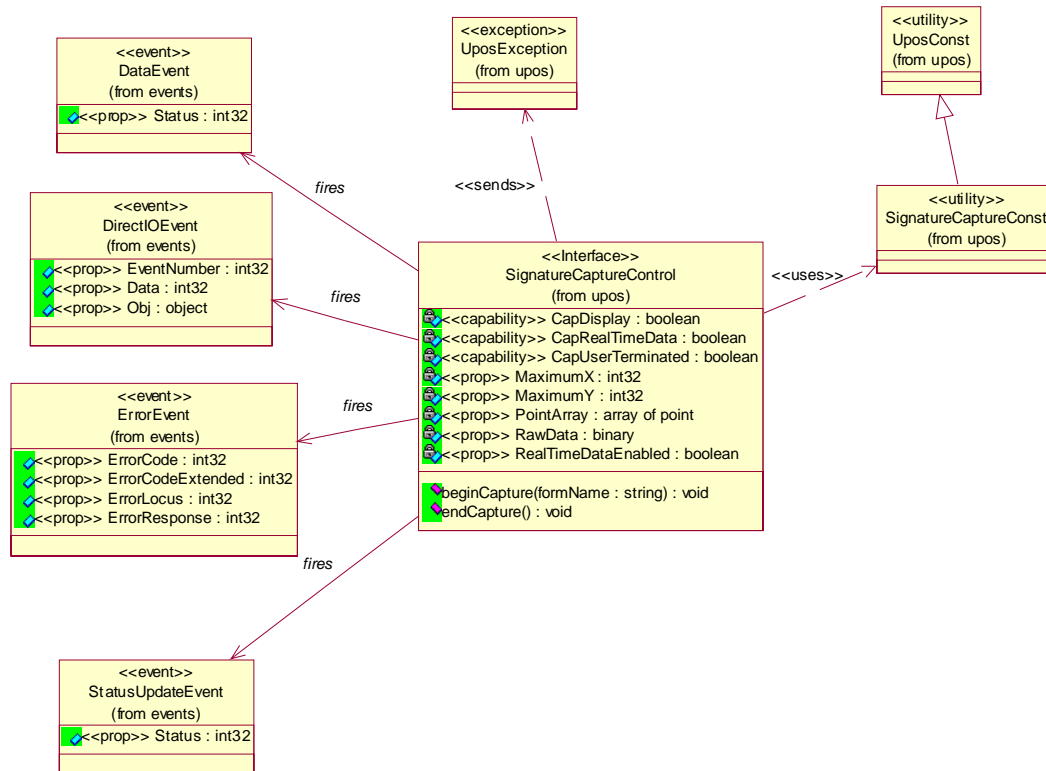 <<event>>
DataEvent
(from events)
<<prop>> Status : int32
<<exception>>
UposException
(from upos)
<<utility>>
UposConst
(from upos)
fires
<<sends>>
<<event>>
DirectIOEvent
(from events)
<<prop>> EventNumber : int32
<<prop>> Data : int32
<<prop>> Obj : object
fires
<<utility>>
SignatureCaptureConst
(from upos)
<<uses>>
<<Interface>>
SignatureCaptureControl
(from upos)
<<capability>> CapDisplay : boolean
<<capability>> CapRealTimeData : boolean
<<capability>> CapUserTerminated : boolean
<<prop>> MaximumX : int32
<<prop>> MaximumY : int32
<<prop>> PointArray : array of point
<<prop>> RawData : binary
<<prop>> RealTimeDataEnabled : boolean
beginCapture(formName : string) : void
endCapture() : void
<<event>>
ErrorEvent
(from events)
<<prop>> ErrorCode : int32
<<prop>> ErrorCodeExtended : int32
<<prop>> ErrorLocus : int32
<<prop>> ErrorResponse : int32
fires
fires
<<event>>
StatusUpdateEvent
(from events)
<<prop>> Status : int32